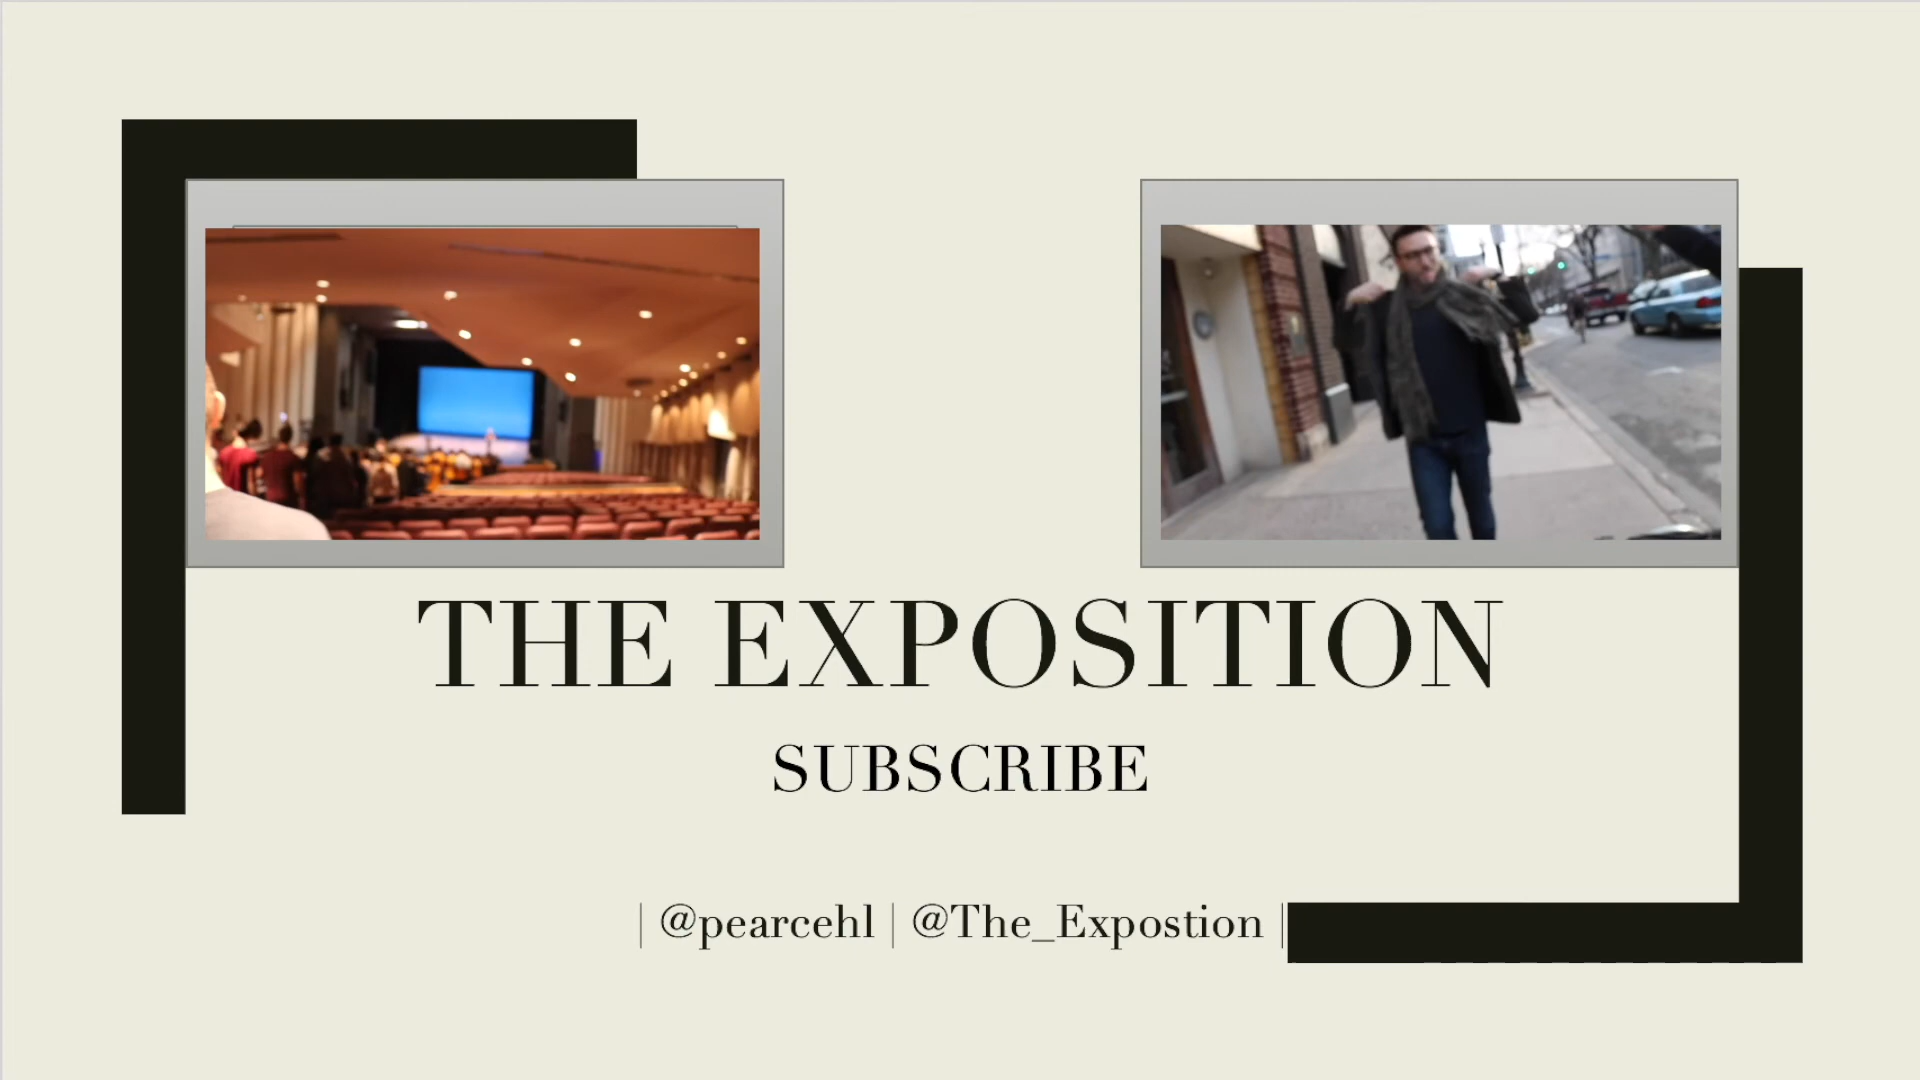 THE EXPOSITION
SUBSCRIBE
| @pearcehl | @The_Expostion |